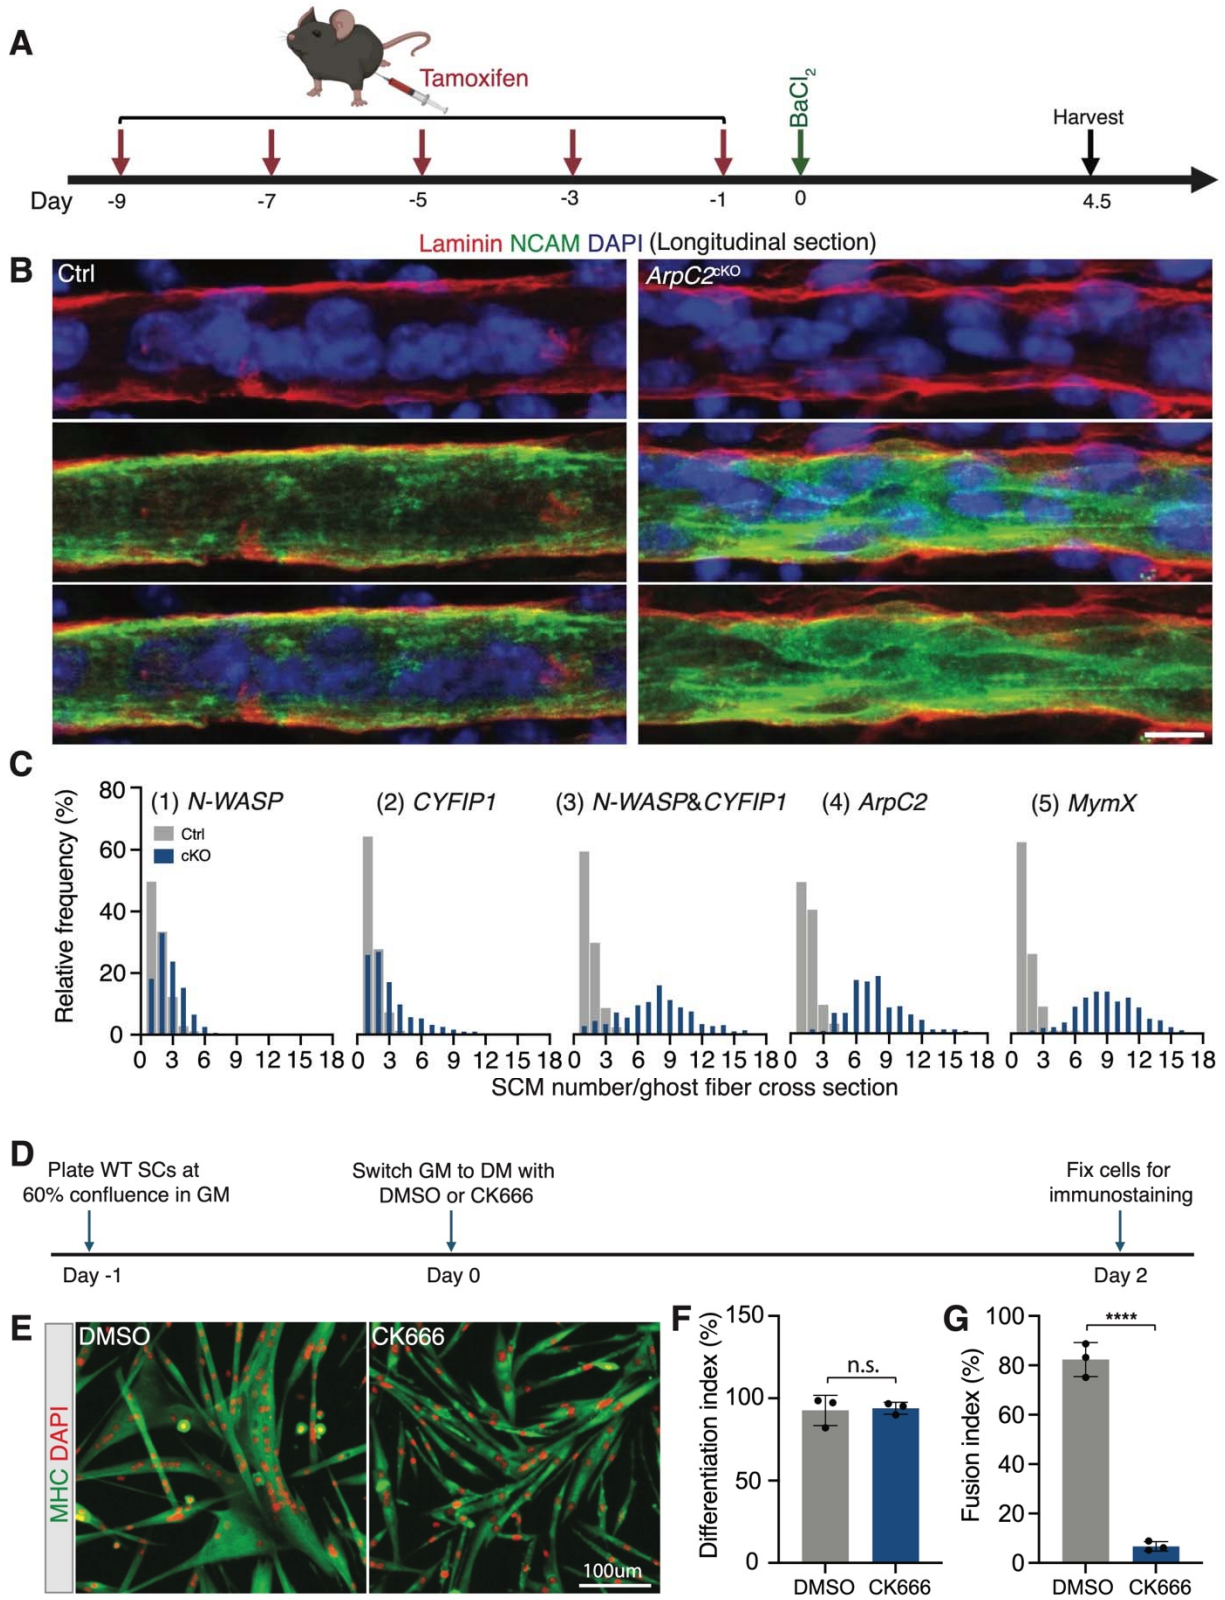 A
Tamoxifen
BaCl2
Harvest
Day -9 -7 -5 -3 -1 0 4.5
Laminin NCAM DAPI (Longitudinal section)
B
Ctrl
ArpC2cKO
C
Relative frequency (%)
80
60
40
20
0
(1) N-WASP
Ctrl
cKO
(2) CYFIP1
(3) N-WASP&CYFIP1
(4) ArpC2
(5) MymX
0 3 6 9 12 15 18
0 3 6 9 12 15 18
0 3 6 9 12 15 18
0 3 6 9 12 15 18
0 3 6 9 12 15 18
SCM number/ghost fiber cross section
D
Plate WT SCs at
60% confluence in GM
Switch GM to DM with
DMSO or CK666
Fix cells for
immunostaining
Day -1
Day 0
Day 2
E
MHC DAPI
DMSO
CK666
100um
F
Differentiation index (%)
150
100
50
0
n.s.
DMSO CK666
G
Fusion index (%)
100
80
60
40
20
0
****
DMSO CK666